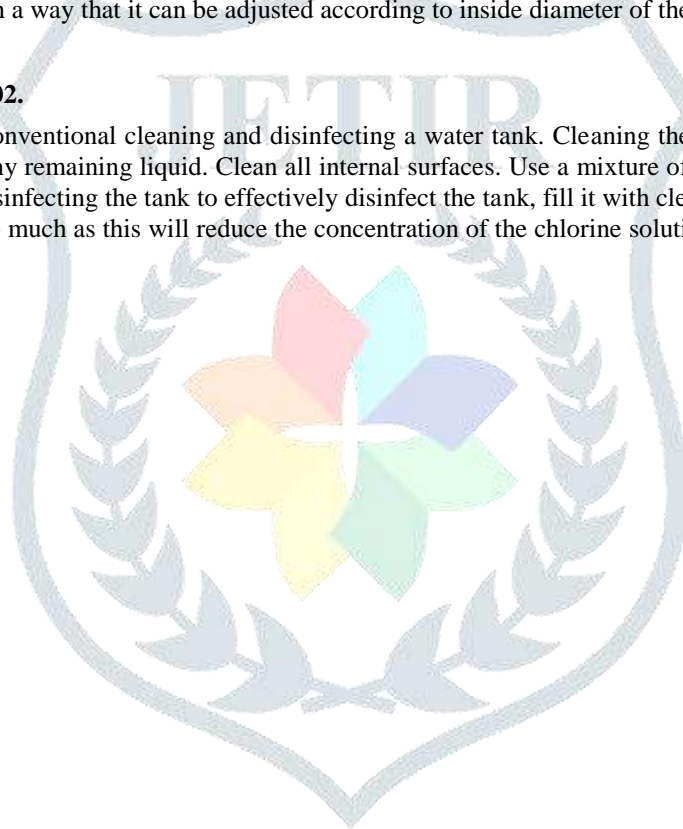 a way that it can be adjusted according to inside diameter of the
JETIR
02.
onventional cleaning and disinfecting a water tank. Cleaning the
ny remaining liquid. Clean all internal surfaces. Use a mixture of
sinfecting the tank to effectively disinfect the tank, fill it with cle
much as this will reduce the concentration of the chlorine soluti